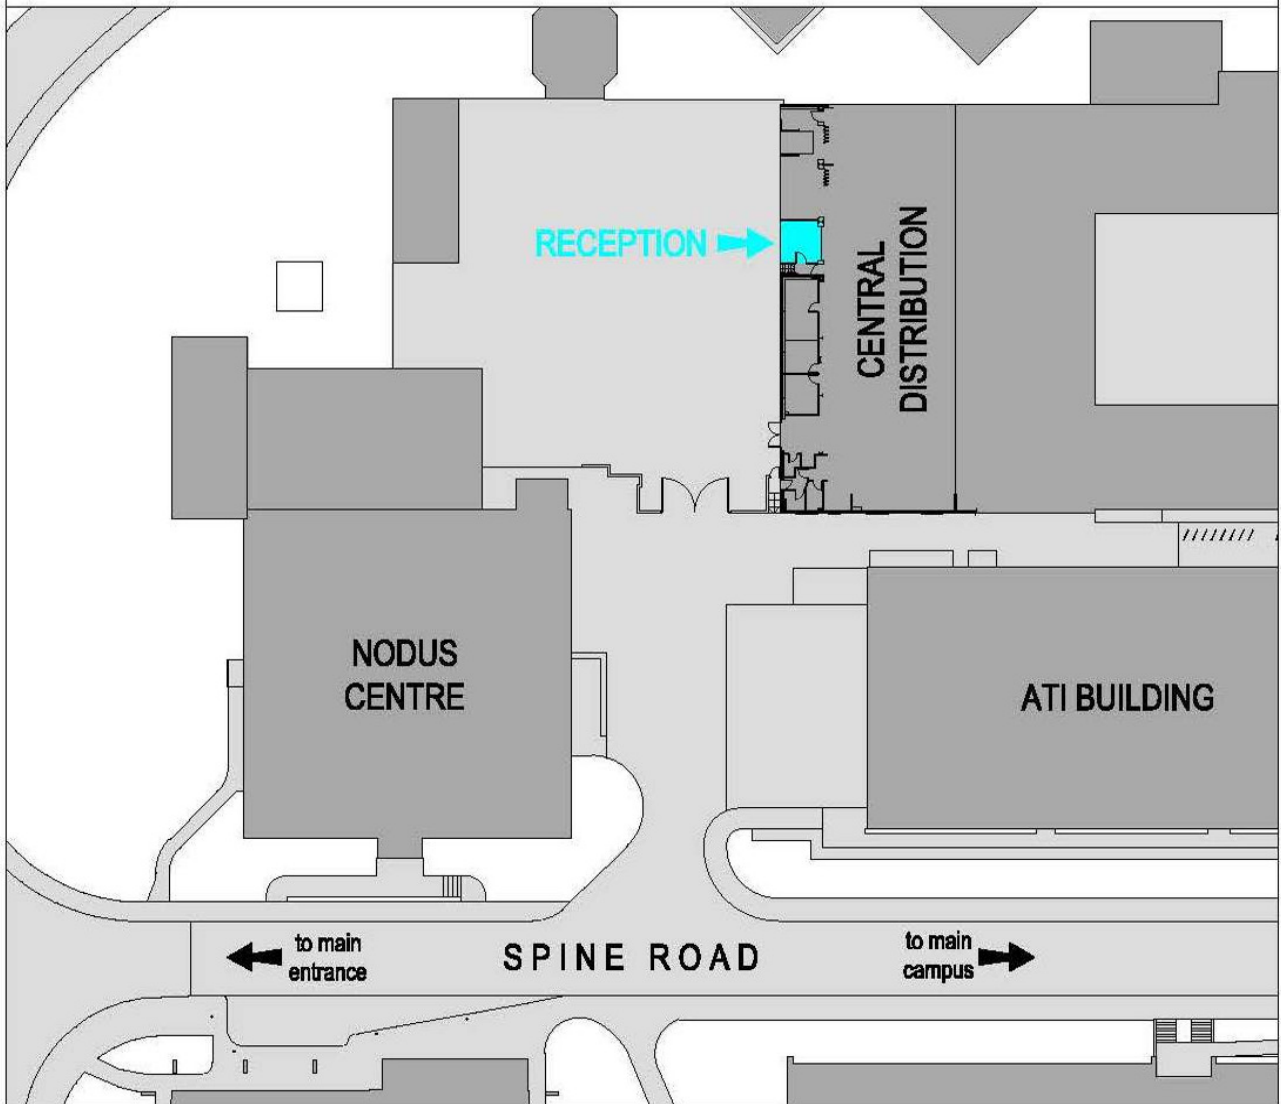 RECEPTION
CENTRAL
DISTRIBUTION
NODUS
CENTRE
ATI BUILDING
to main
entrance
SPINE ROAD
to main
campus